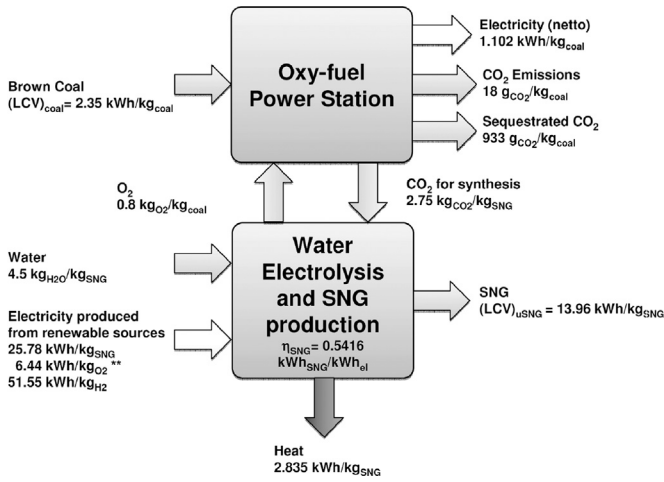 Electricity (netto)
1.102 kWh/kgcoal
Oxy-fuel
Power Station
CO2 Emissions
18 gCO2/kgcoal
Brown Coal
(LCV)coal= 2.35 kWh/kgcoal
Sequestrated CO2
933 gCO2/kgcoal
O2
0.8 kgO2/kgcoal
CO2 for synthesis
2.75 kgCO2/kgSNG
Water
4.5 kgH2O/kgSNG
Water
Electrolysis
and SNG
production
ηSNG= 0.5416
kWhSNG/kWhel
SNG
(LCV)uSNG = 13.96 kWh/kgSNG
Electricity produced
from renewable sources
25.78 kWh/kgSNG
6.44 kWh/kgO2 **
51.55 kWh/kgH2
Heat
2.835 kWh/kgSNG